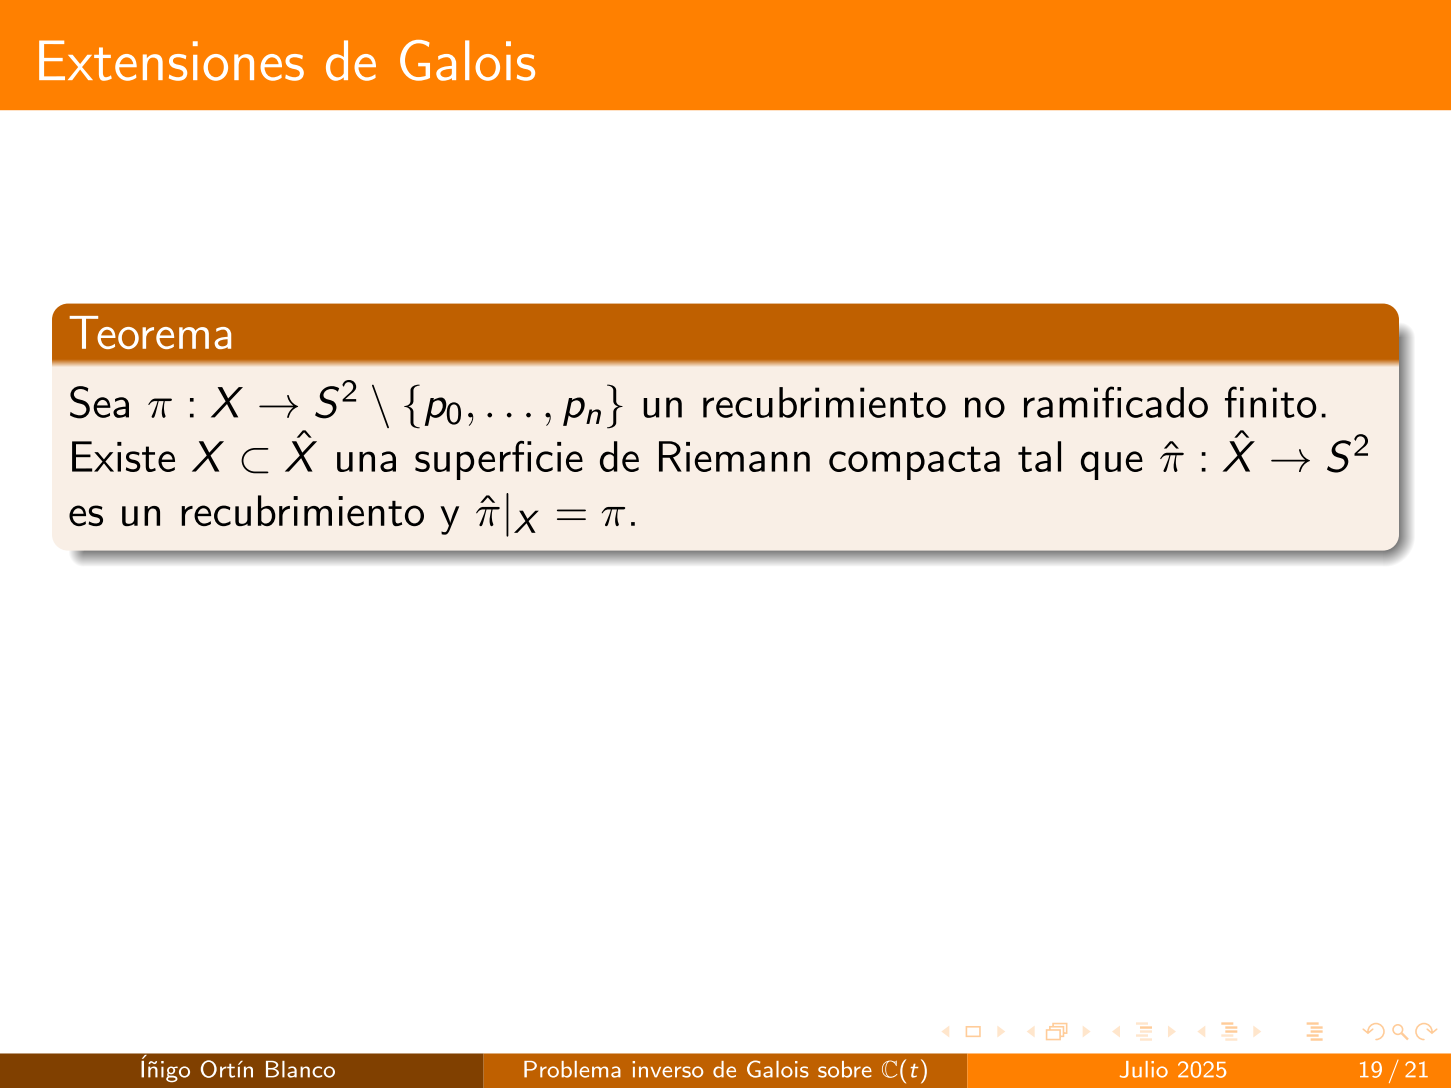 Extensiones de Galois
Teorema
Sea π : X → S² \ {p₀, . . . , pₙ} un recubrimiento no ramificado finito.
Existe X ⊂ X̂ una superficie de Riemann compacta tal que π̂ : X̂ → S²
es un recubrimiento y π̂|_X = π.
Íñigo Ortín Blanco
Problema inverso de Galois sobre ℂ(t)
Julio 2025
19 / 21